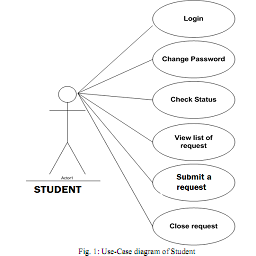 Login
Change Password
Check Status
View list of
request
Submit a
request
Close request
Actor1
STUDENT
Fig. 1: Use-Case diagram of Student